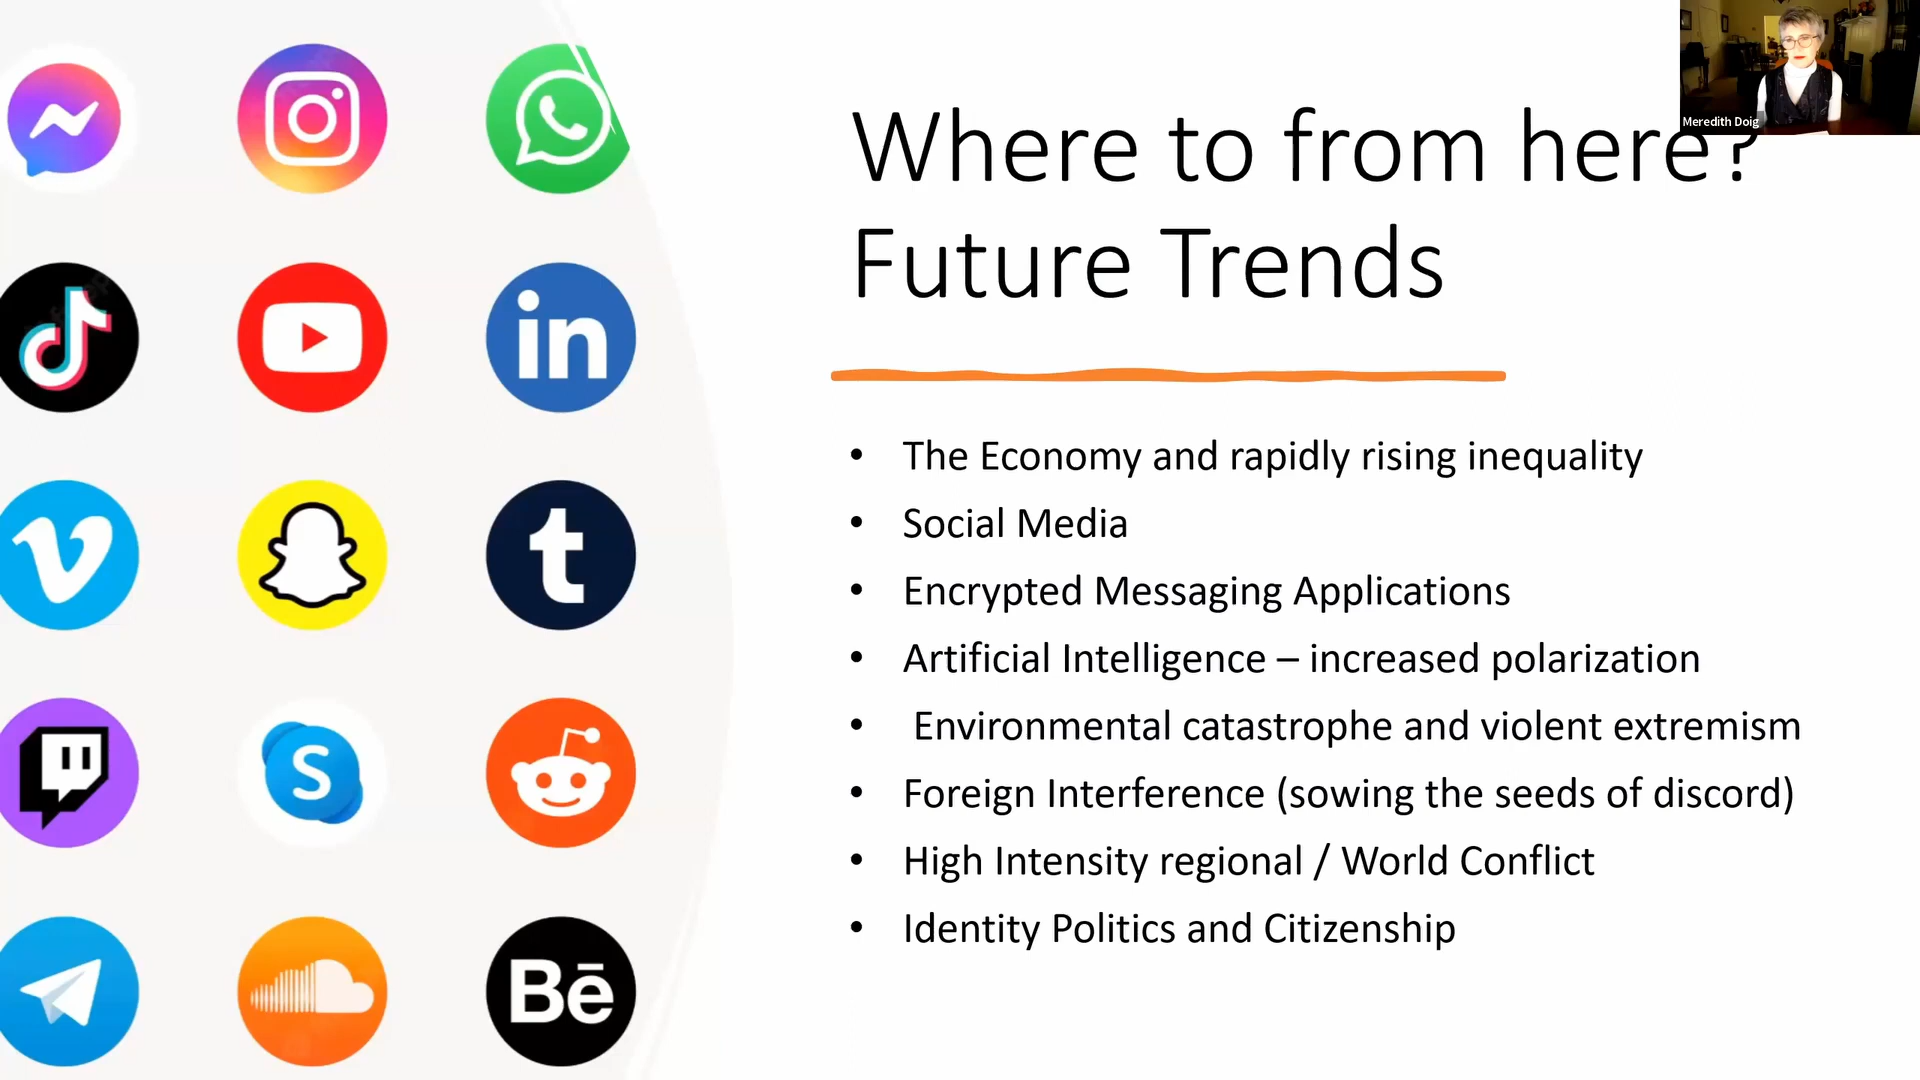 Meredith Doig
Where to from here?
Future Trends
• The Economy and rapidly rising inequality
• Social Media
• Encrypted Messaging Applications
• Artificial Intelligence – increased polarization
• Environmental catastrophe and violent extremism
• Foreign Interference (sowing the seeds of discord)
• High Intensity regional / World Conflict
• Identity Politics and Citizenship
in
t
S
Bē